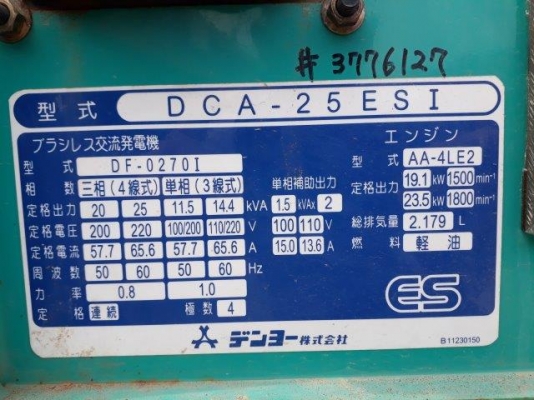 # 3776127
型式 DCA-25ESI
ブラシレス交流発電機
型式 DF-0270I
相数 三相(4線式) 単相(3線式) 単相補助出力
定格出力 20 25 11.5 14.4 kVA 1.5 kVAx 2
定格電圧 200 220 100/200 110/220 V 100 110 V
定格電流 57.7 65.6 57.7 65.6 A 15.0 13.6 A
周波数 50 60 50 60 Hz
力率 0.8 1.0
定格 連続 極数 4
エンジン
型式 AA-4LE2
定格出力 19.1 kW 1500 min⁻¹
23.5 kW 1800 min⁻¹
総排気量 2.179 L
燃料 軽油
ES
デンヨー株式会社
B11230150